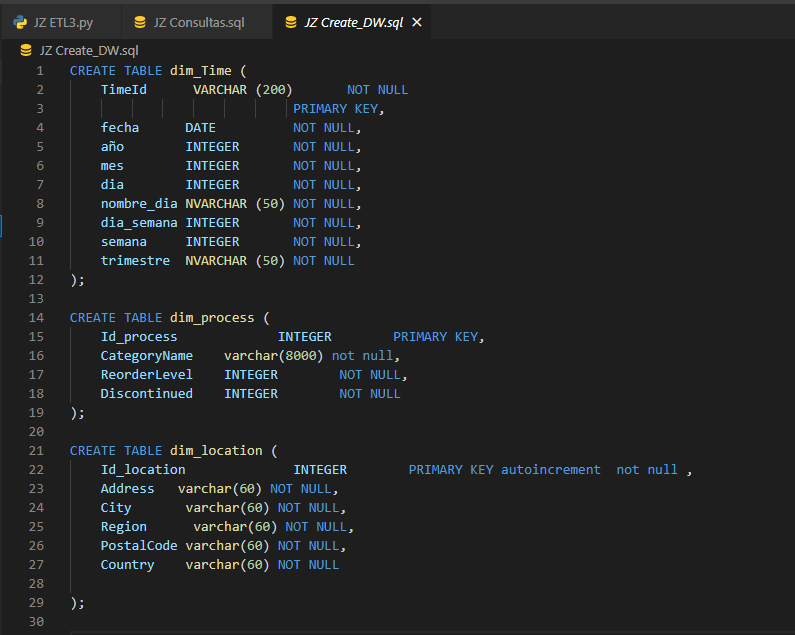 JZ ETL3.py JZ Consultas.sql JZ Create_DW.sql ×
JZ Create_DW.sql
1 CREATE TABLE dim_Time (
2 TimeId VARCHAR (200) NOT NULL
3 PRIMARY KEY,
4 fecha DATE NOT NULL,
5 año INTEGER NOT NULL,
6 mes INTEGER NOT NULL,
7 dia INTEGER NOT NULL,
8 nombre_dia NVARCHAR (50) NOT NULL,
9 dia_semana INTEGER NOT NULL,
10 semana INTEGER NOT NULL,
11 trimestre NVARCHAR (50) NOT NULL
12 );
13
14 CREATE TABLE dim_process (
15 Id_process INTEGER PRIMARY KEY,
16 CategoryName varchar(8000) not null,
17 ReorderLevel INTEGER NOT NULL,
18 Discontinued INTEGER NOT NULL
19 );
20
21 CREATE TABLE dim_location (
22 Id_location INTEGER PRIMARY KEY autoincrement not null ,
23 Address varchar(60) NOT NULL,
24 City varchar(60) NOT NULL,
25 Region varchar(60) NOT NULL,
26 PostalCode varchar(60) NOT NULL,
27 Country varchar(60) NOT NULL
28
29 );
30